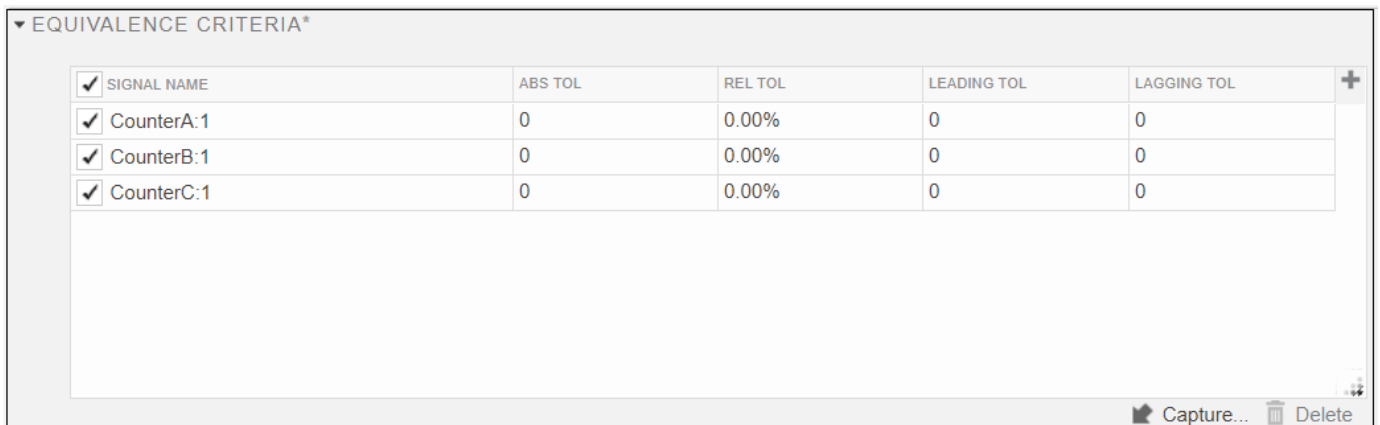 EQUIVALENCE CRITERIA*
SIGNAL NAME ABS TOL REL TOL LEADING TOL LAGGING TOL
CounterA:1 0 0.00% 0 0
CounterB:1 0 0.00% 0 0
CounterC:1 0 0.00% 0 0
Capture... Delete